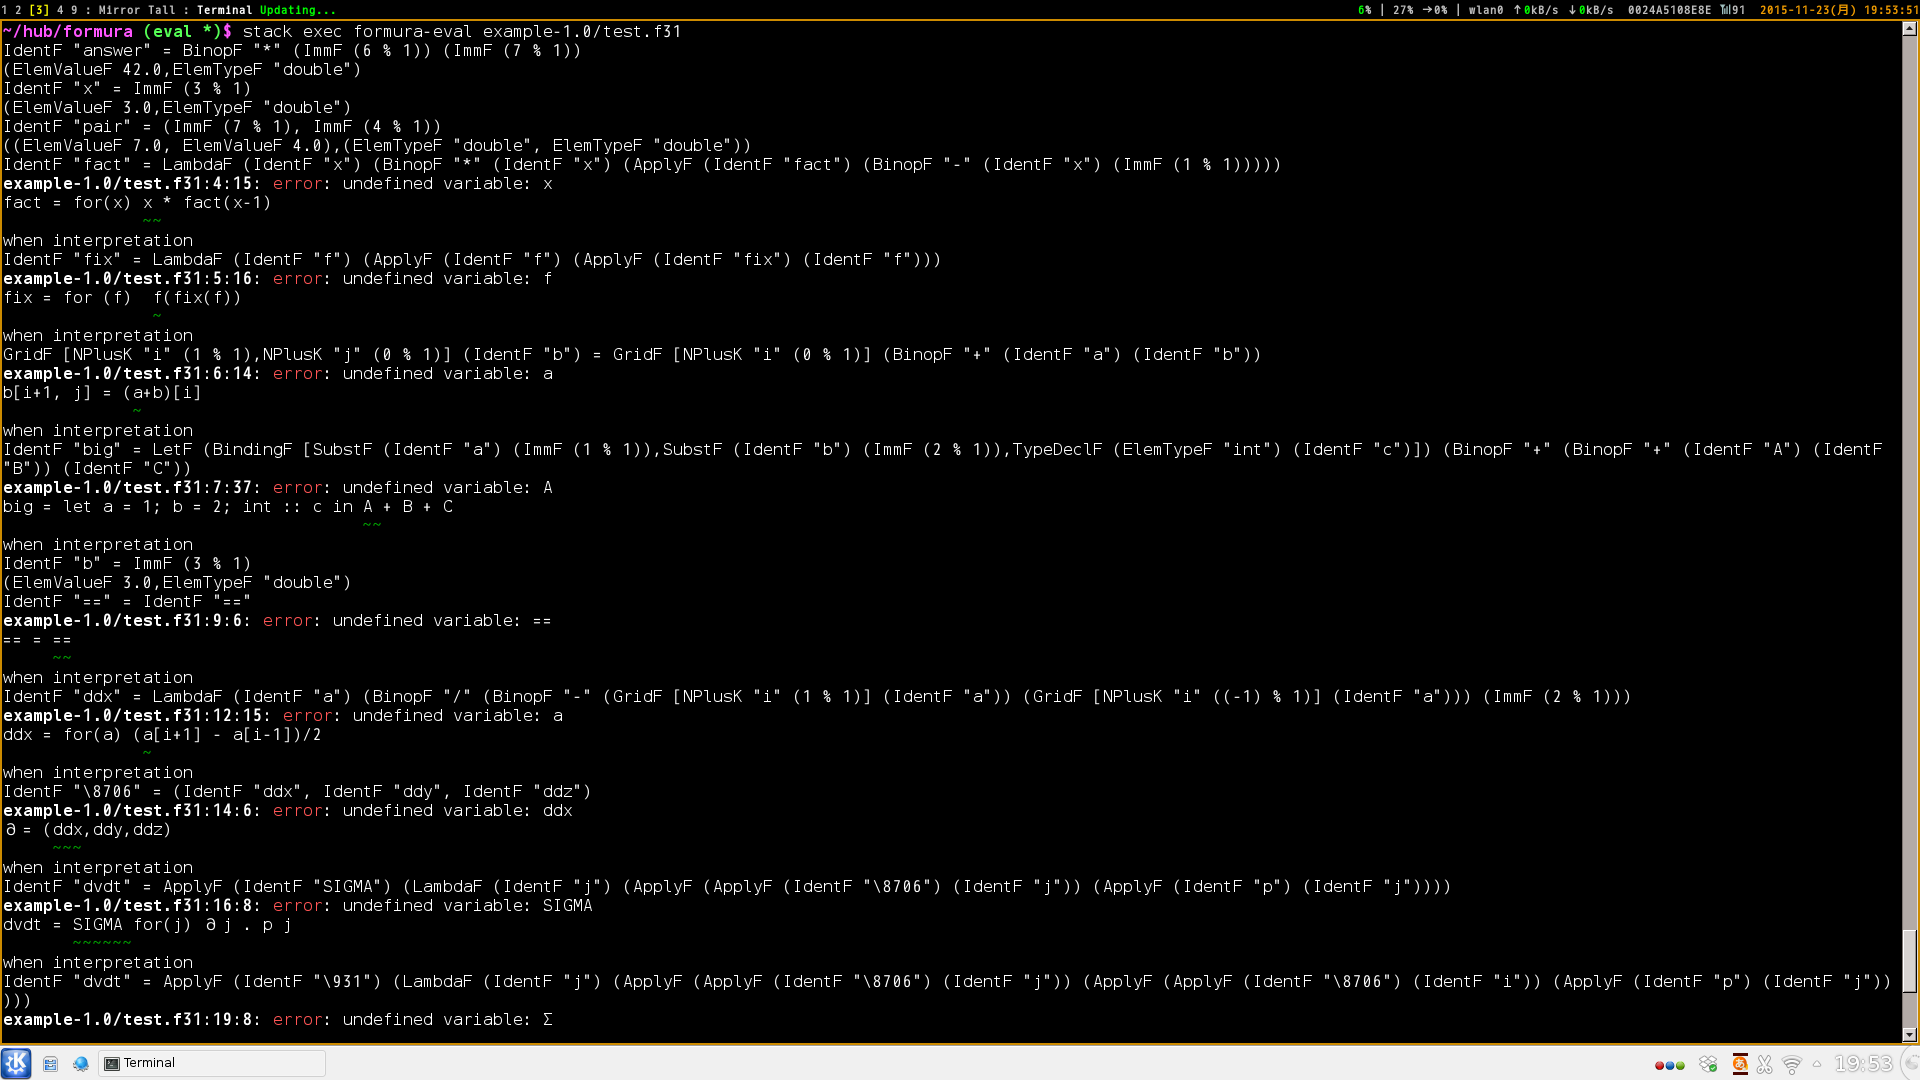 1 2 [3] 4 9 : Mirror Tall : Terminal Updating... 6% | 27% →0% | wlan0 ↑0kB/s ↓0kB/s 0024A5108E8E 91 2015-11-23(月) 19:53:51
~/hub/formura (eval *)$ stack exec formura-eval example-1.0/test.f31
IdentF "answer" = BinopF "*" (ImmF (6 % 1)) (ImmF (7 % 1))
(ElemValueF 42.0,ElemTypeF "double")
IdentF "x" = ImmF (3 % 1)
(ElemValueF 3.0,ElemTypeF "double")
IdentF "pair" = (ImmF (7 % 1), ImmF (4 % 1))
((ElemValueF 7.0, ElemValueF 4.0),(ElemTypeF "double", ElemTypeF "double"))
IdentF "fact" = LambdaF (IdentF "x") (BinopF "*" (IdentF "x") (ApplyF (IdentF "fact") (BinopF "-" (IdentF "x") (ImmF (1 % 1)))))
example-1.0/test.f31:4:15: error: undefined variable: x
fact = for(x) x * fact(x-1)
~~
when interpretation
IdentF "fix" = LambdaF (IdentF "f") (ApplyF (IdentF "f") (ApplyF (IdentF "fix") (IdentF "f")))
example-1.0/test.f31:5:16: error: undefined variable: f
fix = for (f)  f(fix(f))
~
when interpretation
GridF [NPlusK "i" (1 % 1),NPlusK "j" (0 % 1)] (IdentF "b") = GridF [NPlusK "i" (0 % 1)] (BinopF "+" (IdentF "a") (IdentF "b"))
example-1.0/test.f31:6:14: error: undefined variable: a
b[i+1, j] = (a+b)[i]
~
when interpretation
IdentF "big" = LetF (BindingF [SubstF (IdentF "a") (ImmF (1 % 1)),SubstF (IdentF "b") (ImmF (2 % 1)),TypeDeclF (ElemTypeF "int") (IdentF "c")]) (BinopF "+" (BinopF "+" (IdentF "A") (IdentF
"B")) (IdentF "C"))
example-1.0/test.f31:7:37: error: undefined variable: A
big = let a = 1; b = 2; int :: c in A + B + C
~~
when interpretation
IdentF "b" = ImmF (3 % 1)
(ElemValueF 3.0,ElemTypeF "double")
IdentF "==" = IdentF "=="
example-1.0/test.f31:9:6: error: undefined variable: ==
== = ==
~~
when interpretation
IdentF "ddx" = LambdaF (IdentF "a") (BinopF "/" (BinopF "-" (GridF [NPlusK "i" (1 % 1)] (IdentF "a")) (GridF [NPlusK "i" ((-1) % 1)] (IdentF "a"))) (ImmF (2 % 1)))
example-1.0/test.f31:12:15: error: undefined variable: a
ddx = for(a) (a[i+1] - a[i-1])/2
~
when interpretation
IdentF "\8706" = (IdentF "ddx", IdentF "ddy", IdentF "ddz")
example-1.0/test.f31:14:6: error: undefined variable: ddx
∂ = (ddx,ddy,ddz)
~~~
when interpretation
IdentF "dvdt" = ApplyF (IdentF "SIGMA") (LambdaF (IdentF "j") (ApplyF (ApplyF (IdentF "\8706") (IdentF "j")) (ApplyF (IdentF "p") (IdentF "j"))))
example-1.0/test.f31:16:8: error: undefined variable: SIGMA
dvdt = SIGMA for(j) ∂ j . p j
~~~~~~
when interpretation
IdentF "dvdt" = ApplyF (IdentF "\931") (LambdaF (IdentF "j") (ApplyF (ApplyF (IdentF "\8706") (IdentF "j")) (ApplyF (ApplyF (IdentF "\8706") (IdentF "i")) (ApplyF (IdentF "p") (IdentF "j"))
)))
example-1.0/test.f31:19:8: error: undefined variable: Σ
Terminal
あ
19:53